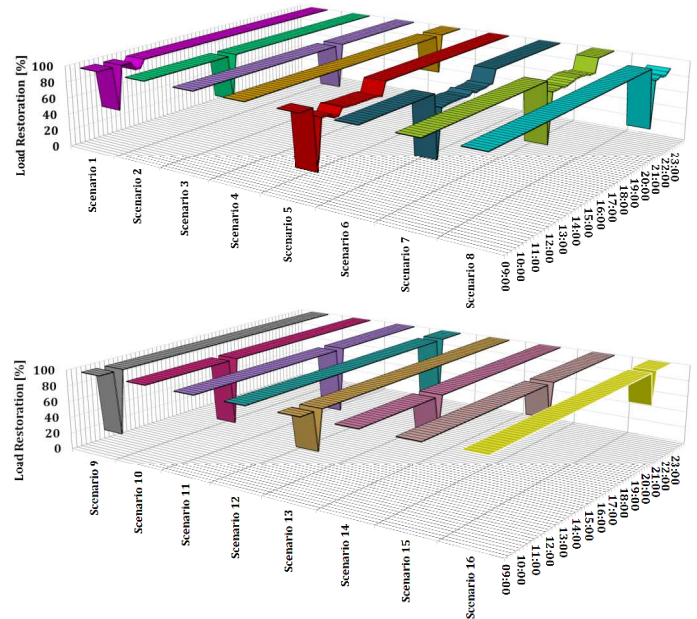 Load Restoration [%]
100
80
60
40
20
0
Scenario 1
Scenario 2
Scenario 3
Scenario 4
Scenario 5
Scenario 6
Scenario 7
Scenario 8
09:00
10:00
11:00
12:00
13:00
14:00
15:00
16:00
17:00
18:00
19:00
20:00
21:00
22:00
23:00
Load Restoration [%]
100
80
60
40
20
0
Scenario 9
Scenario 10
Scenario 11
Scenario 12
Scenario 13
Scenario 14
Scenario 15
Scenario 16
09:00
10:00
11:00
12:00
13:00
14:00
15:00
16:00
17:00
18:00
19:00
20:00
21:00
22:00
23:00